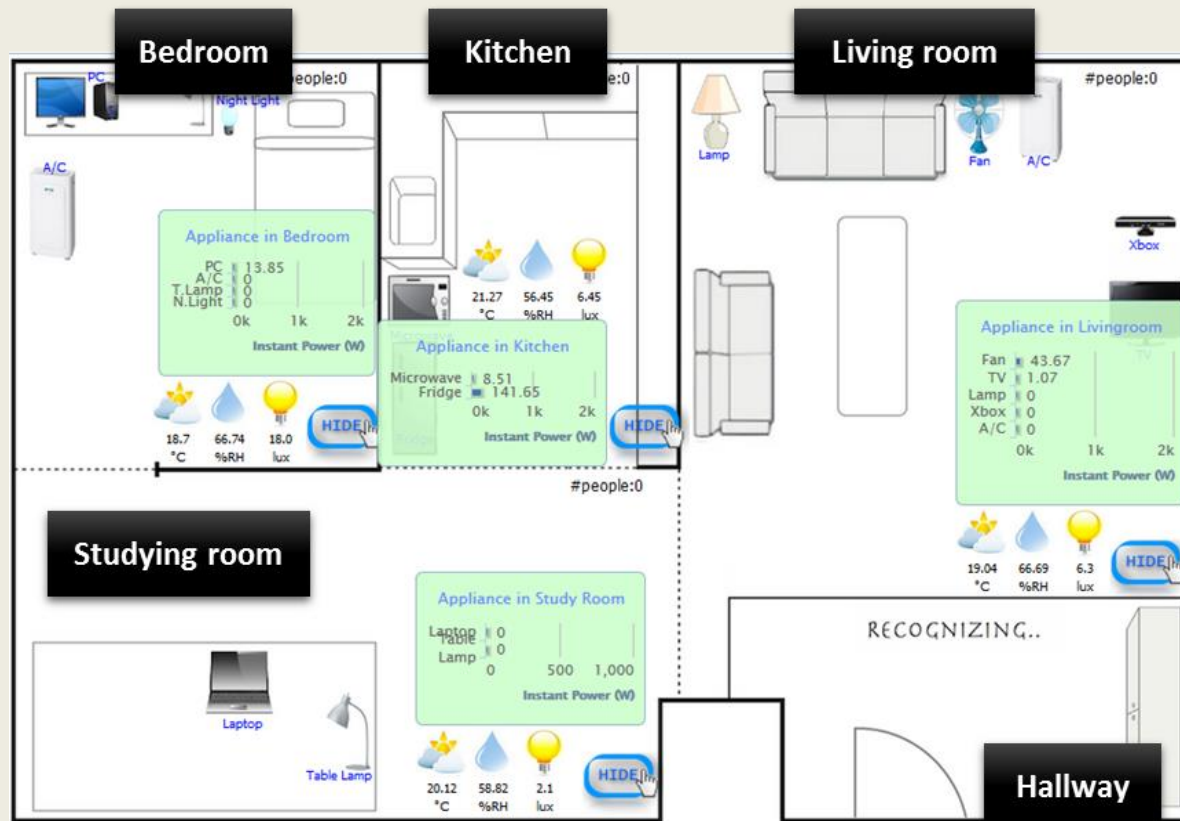 Bedroom
Kitchen
Living room
PC
Night Light
A/C
people:0
e:0
Lamp
Fan
A/C
#people:0
Xbox
TV
Appliance in Bedroom
PC 13.85
A/C 0
T.Lamp 0
N.Light 0
0k 1k 2k
Instant Power (W)
18.7 66.74 18.0
°C %RH lux
HIDE
21.27 56.45 6.45
°C %RH lux
Microwave
Appliance in Kitchen
Microwave 8.51
Fridge 141.65
0k 1k 2k
Instant Power (W)
Fridge
HIDE
Appliance in Livingroom
Fan 43.67
TV 1.07
Lamp 0
Xbox 0
A/C 0
0k 1k 2k
Instant Power (W)
19.04 66.69 6.3
°C %RH lux
HIDE
#people:0
Studying room
Appliance in Study Room
Laptop 0
Table
Lamp 0
0 500 1,000
Instant Power (W)
Laptop
Table Lamp
20.12 58.82 2.1
°C %RH lux
HIDE
RECOGNIZING..
Hallway